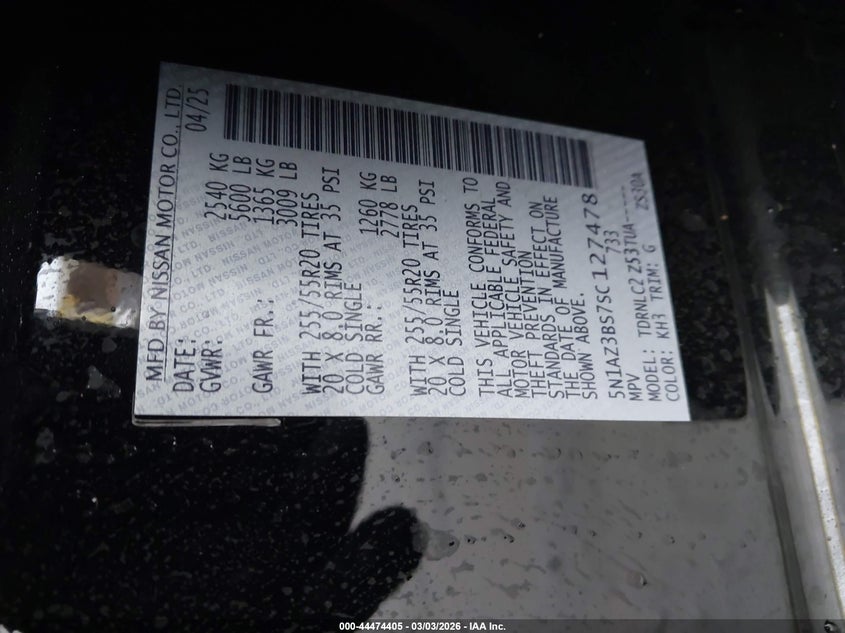 MFD BY NISSAN MOTOR CO., LTD.
DATE: 04/25
GVWR: 2540 KG
5600 LB
GAWR FR.: 1365 KG
3009 LB
WITH 255/55R20 TIRES
20 X 8.0 RIMS AT 35 PSI
COLD SINGLE
GAWR RR.: 1260 KG
2778 LB
WITH 255/55R20 TIRES
20 X 8.0 RIMS AT 35 PSI
COLD SINGLE
THIS VEHICLE CONFORMS TO
ALL APPLICABLE FEDERAL
MOTOR VEHICLE SAFETY AND
THEFT PREVENTION
STANDARDS IN EFFECT ON
THE DATE OF MANUFACTURE
SHOWN ABOVE.
5N1AZ3BS7SC127478
MPV 733
MODEL: TDRNLC2 Z53TUA-----
COLOR: KH3 TRIM: G ZS30A
000-44474405 - 03/03/2026 - IAA Inc.